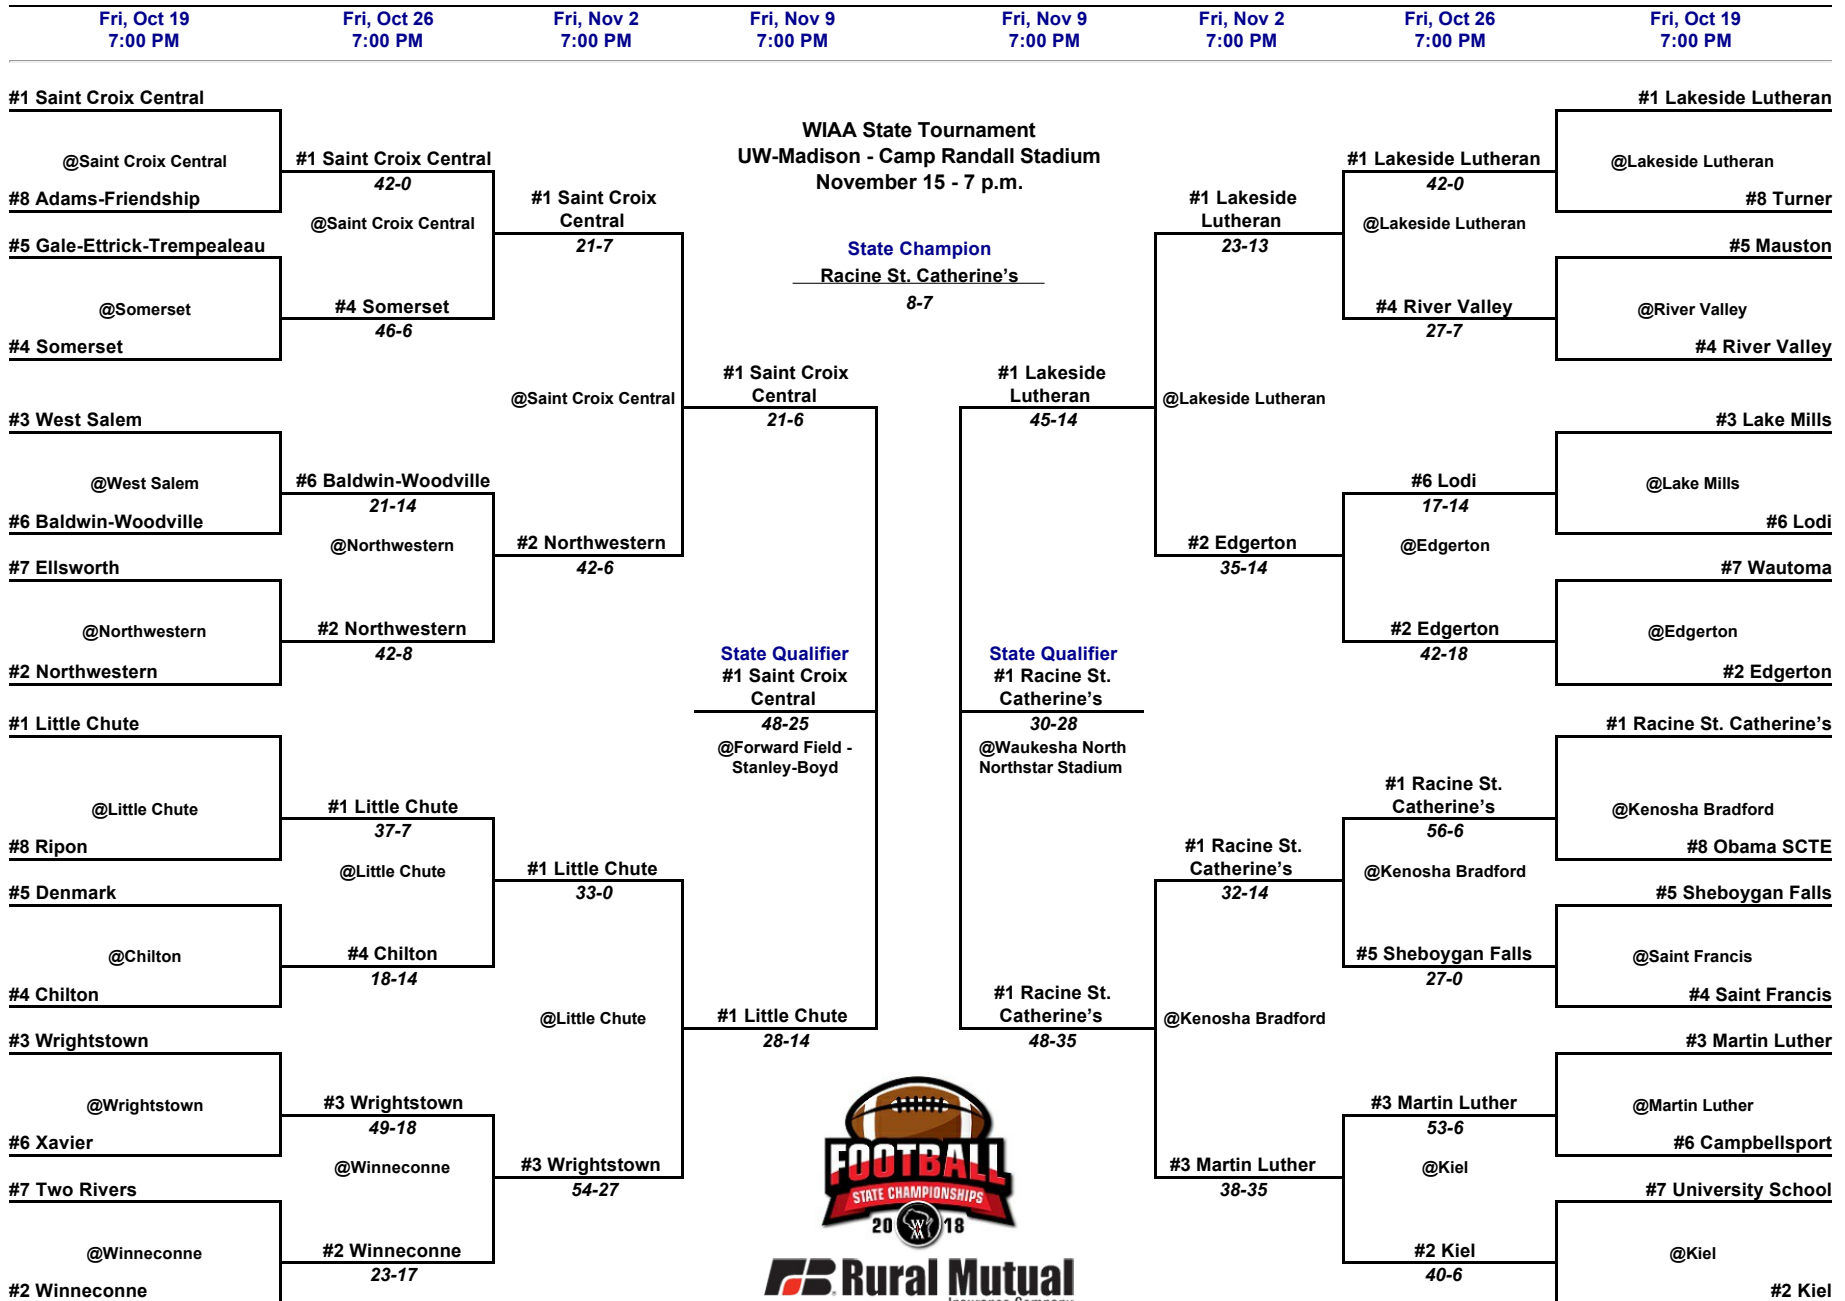 Fri, Oct 19
7:00 PM
Fri, Oct 26
7:00 PM
Fri, Nov 2
7:00 PM
Fri, Nov 9
7:00 PM
Fri, Nov 9
7:00 PM
Fri, Nov 2
7:00 PM
Fri, Oct 26
7:00 PM
Fri, Oct 19
7:00 PM
#1 Saint Croix Central
@Saint Croix Central
#8 Adams-Friendship
#5 Gale-Ettrick-Trempealeau
@Somerset
#4 Somerset
#3 West Salem
@West Salem
#6 Baldwin-Woodville
#7 Ellsworth
@Northwestern
#2 Northwestern
#1 Little Chute
@Little Chute
#8 Ripon
#5 Denmark
@Chilton
#4 Chilton
#3 Wrightstown
@Wrightstown
#6 Xavier
#7 Two Rivers
@Winneconne
#2 Winneconne
#1 Saint Croix Central
42-0
@Saint Croix Central
#4 Somerset
46-6
#6 Baldwin-Woodville
21-14
@Northwestern
#2 Northwestern
42-8
#1 Little Chute
37-7
@Little Chute
#4 Chilton
18-14
#3 Wrightstown
49-18
@Winneconne
#2 Winneconne
23-17
#1 Saint Croix
Central
21-7
@Saint Croix Central
#2 Northwestern
42-6
#1 Little Chute
33-0
@Little Chute
#3 Wrightstown
54-27
#1 Saint Croix
Central
21-6
State Qualifier
#1 Saint Croix
Central
48-25
@Forward Field -
Stanley-Boyd
#1 Little Chute
28-14
WIAA State Tournament
UW-Madison - Camp Randall Stadium
November 15 - 7 p.m.
State Champion
Racine St. Catherine's
8-7
#1 Lakeside
Lutheran
45-14
State Qualifier
#1 Racine St.
Catherine's
30-28
@Waukesha North
Northstar Stadium
#1 Racine St.
Catherine's
48-35
#1 Lakeside
Lutheran
23-13
@Lakeside Lutheran
#2 Edgerton
35-14
#1 Racine St.
Catherine's
32-14
@Kenosha Bradford
#3 Martin Luther
38-35
#1 Lakeside Lutheran
42-0
@Lakeside Lutheran
#4 River Valley
27-7
#6 Lodi
17-14
@Edgerton
#2 Edgerton
42-18
#1 Racine St.
Catherine's
56-6
@Kenosha Bradford
#5 Sheboygan Falls
27-0
#3 Martin Luther
53-6
@Kiel
#2 Kiel
40-6
#1 Lakeside Lutheran
@Lakeside Lutheran
#8 Turner
#5 Mauston
@River Valley
#4 River Valley
#3 Lake Mills
@Lake Mills
#6 Lodi
#7 Wautoma
@Edgerton
#2 Edgerton
#1 Racine St. Catherine's
@Kenosha Bradford
#8 Obama SCTE
#5 Sheboygan Falls
@Saint Francis
#4 Saint Francis
#3 Martin Luther
@Martin Luther
#6 Campbellsport
#7 University School
@Kiel
#2 Kiel
FOOTBALL
STATE CHAMPIONSHIPS
20 18
Rural Mutual